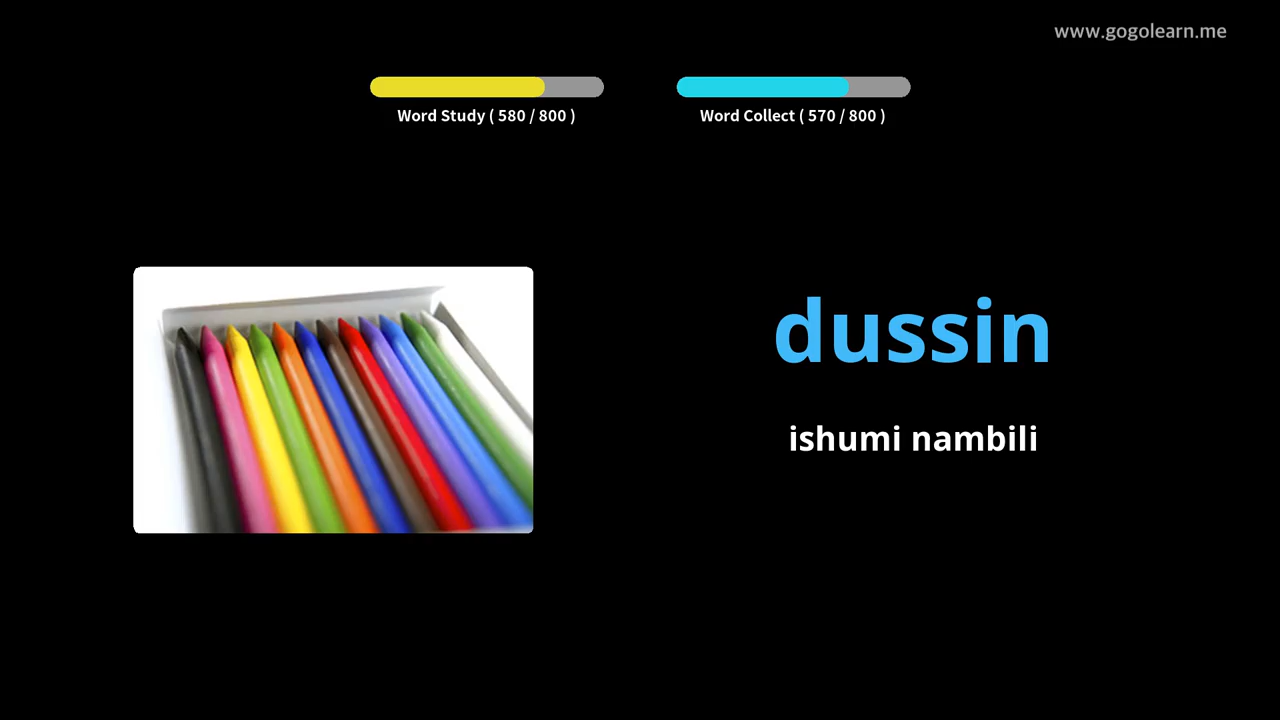 www.gogolearn.me
Word Study ( 580 / 800 )
Word Collect ( 570 / 800 )
dussin
ishumi nambili